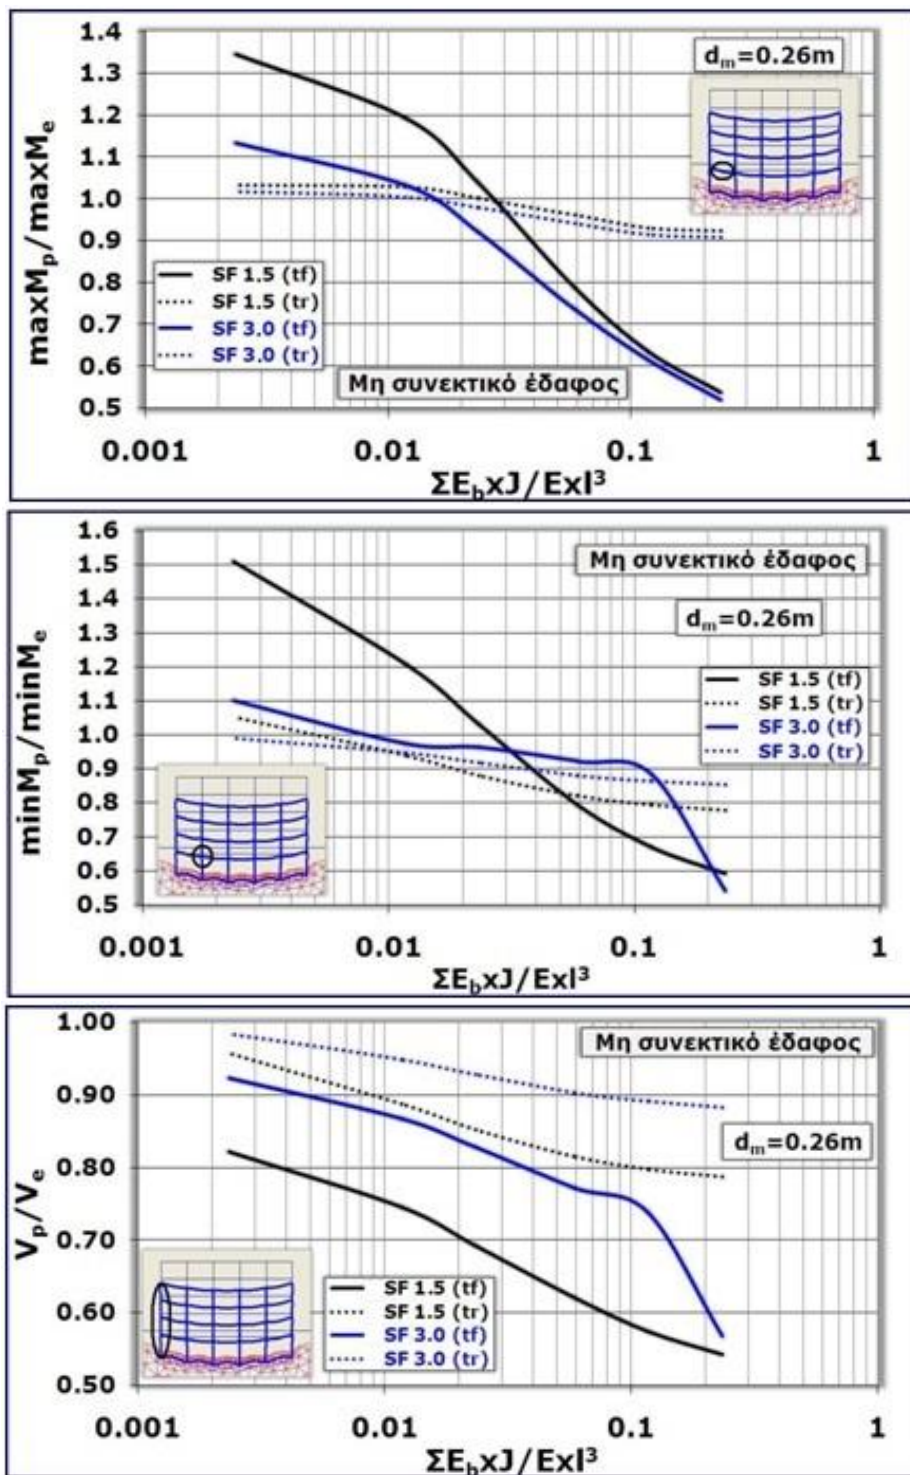 1.4
1.3
1.2
1.1
1.0
0.9
0.8
0.7
0.6
0.5
maxMₚ/maxMₑ
dₘ=0.26m
SF 1.5 (tf)
SF 1.5 (tr)
SF 3.0 (tf)
SF 3.0 (tr)
Μη συνεκτικό έδαφος
0.001 0.01 0.1 1
ΣE_bxJ/Exl³
1.6
1.5
1.4
1.3
1.2
1.1
1.0
0.9
0.8
0.7
0.6
0.5
minMₚ/minMₑ
Μη συνεκτικό έδαφος
dₘ=0.26m
SF 1.5 (tf)
SF 1.5 (tr)
SF 3.0 (tf)
SF 3.0 (tr)
0.001 0.01 0.1 1
ΣE_bxJ/Exl³
1.00
0.90
0.80
0.70
0.60
0.50
Vₚ/Vₑ
Μη συνεκτικό έδαφος
dₘ=0.26m
SF 1.5 (tf)
SF 1.5 (tr)
SF 3.0 (tf)
SF 3.0 (tr)
0.001 0.01 0.1 1
ΣE_bxJ/Exl³